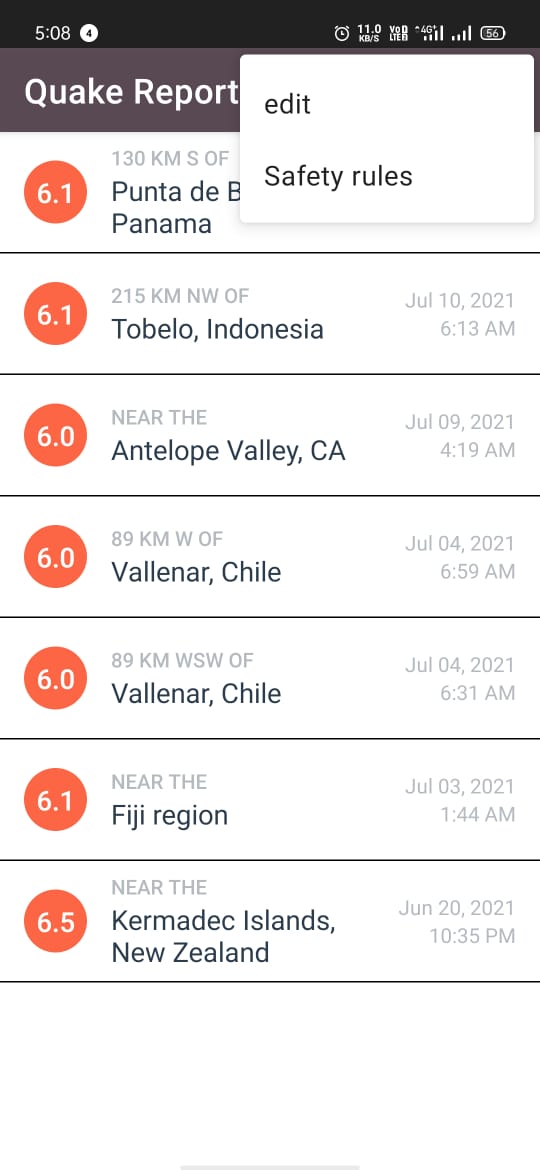 5:08 4 11.0 KB/S VoD LTE 4G+ 56
Quake Report
edit
Safety rules
6.1
130 KM S OF
Punta de
Panama
6.1
215 KM NW OF
Tobelo, Indonesia
Jul 10, 2021
6:13 AM
6.0
NEAR THE
Antelope Valley, CA
Jul 09, 2021
4:19 AM
6.0
89 KM W OF
Vallenar, Chile
Jul 04, 2021
6:59 AM
6.0
89 KM WSW OF
Vallenar, Chile
Jul 04, 2021
6:31 AM
6.1
NEAR THE
Fiji region
Jul 03, 2021
1:44 AM
6.5
NEAR THE
Kermadec Islands,
New Zealand
Jun 20, 2021
10:35 PM